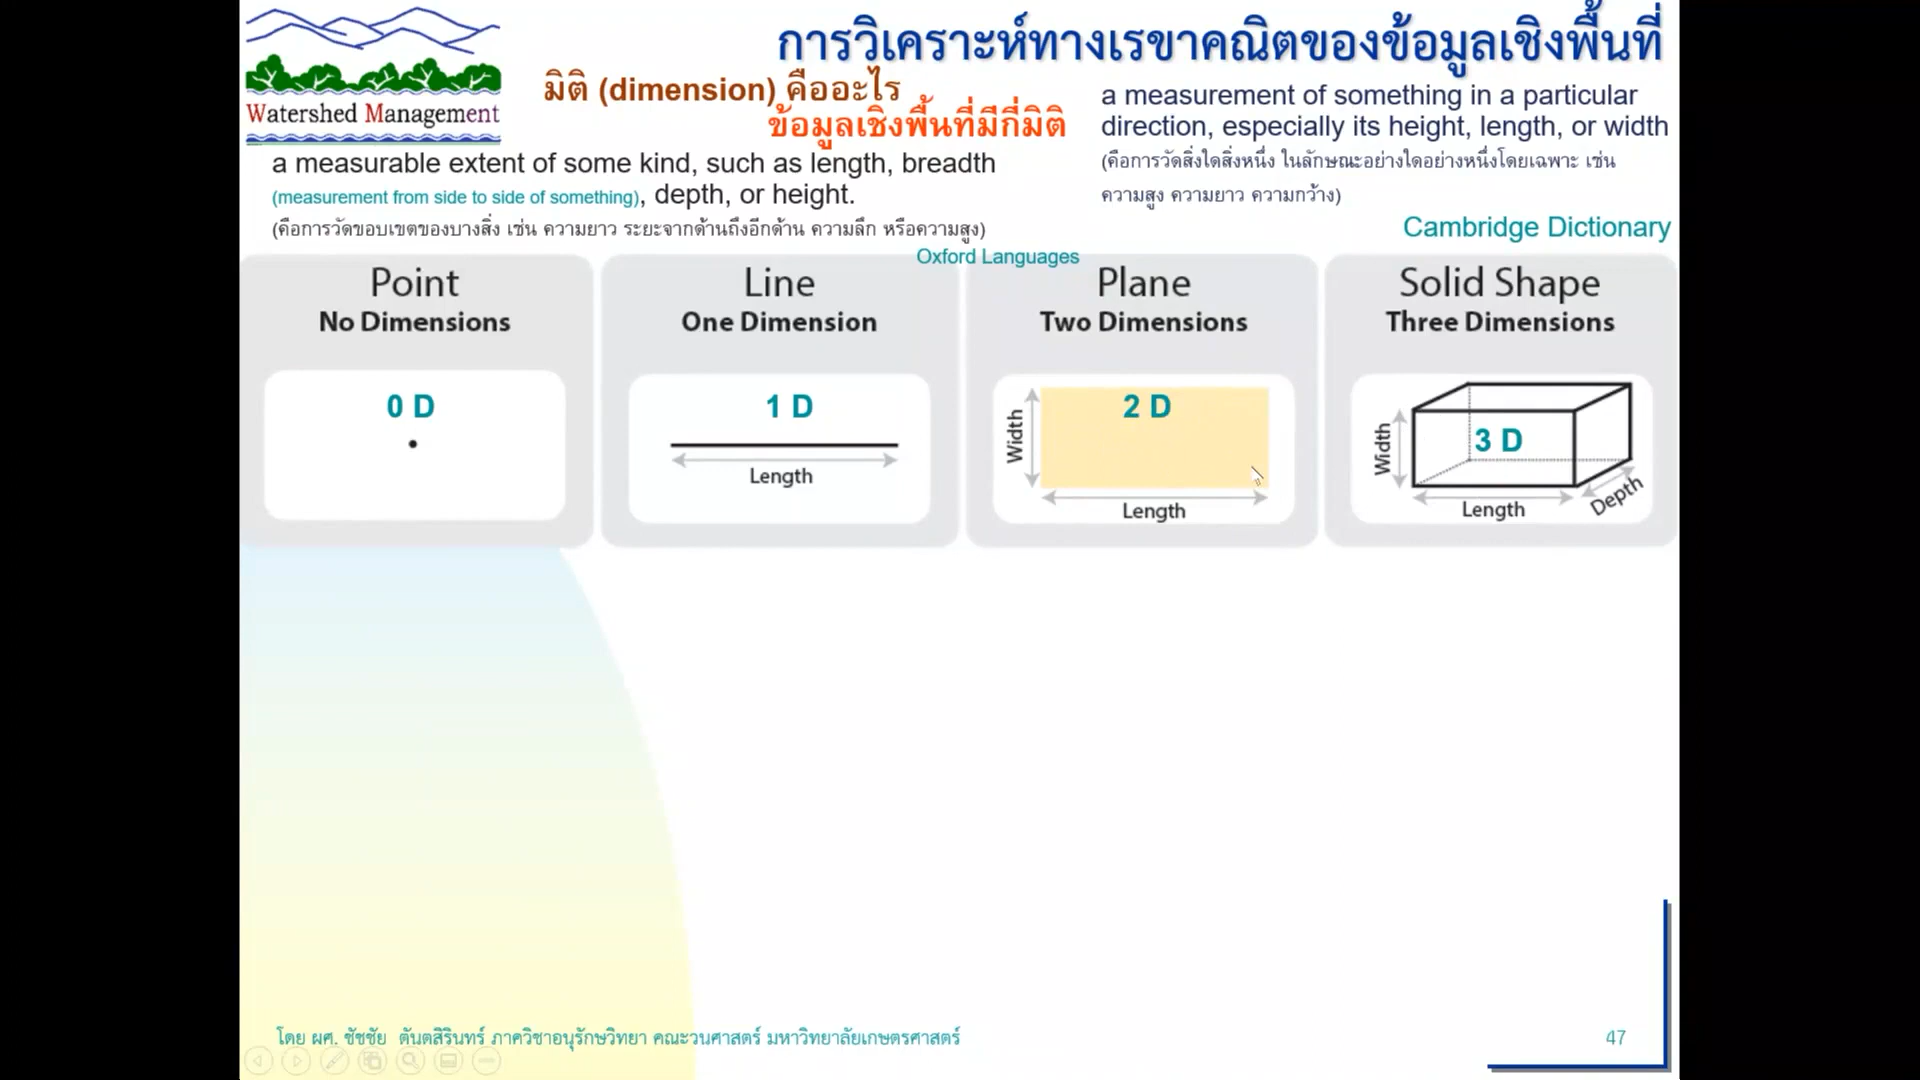 การวิเคราะห์ทางเรขาคณิตของข้อมูลเชิงพื้นที่
Watershed Management
มิติ (dimension) คืออะไร
ข้อมูลเชิงพื้นที่มีกี่มิติ
a measurable extent of some kind, such as length, breadth
(measurement from side to side of something), depth, or height.
(คือการวัดขอบเขตของบางสิ่ง เช่น ความยาว ระยะจากด้านถึงอีกด้าน ความลึก หรือความสูง)
Oxford Languages
a measurement of something in a particular
direction, especially its height, length, or width
(คือการวัดสิ่งใดสิ่งหนึ่ง ในลักษณะอย่างใดอย่างหนึ่งโดยเฉพาะ เช่น
ความสูง ความยาว ความกว้าง)
Cambridge Dictionary
Point
No Dimensions
0 D
Line
One Dimension
1 D
Length
Plane
Two Dimensions
2 D
Width
Length
Solid Shape
Three Dimensions
3 D
Width
Length
Depth
โดย ผศ. ชัชชัย ตันตสิรินทร์ ภาควิชาอนุรักษวิทยา คณะวนศาสตร์ มหาวิทยาลัยเกษตรศาสตร์
47